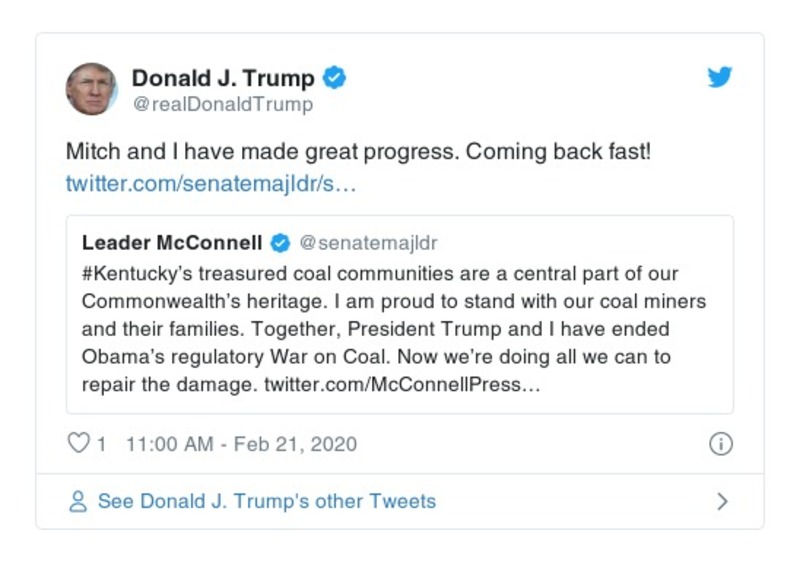 Donald J. Trump
@realDonaldTrump
Mitch and I have made great progress. Coming back fast!
twitter.com/senatemajldr/s…
Leader McConnell @senatemajldr
#Kentucky’s treasured coal communities are a central part of our
Commonwealth’s heritage. I am proud to stand with our coal miners
and their families. Together, President Trump and I have ended
Obama’s regulatory War on Coal. Now we’re doing all we can to
repair the damage. twitter.com/McConnellPress…
1 11:00 AM - Feb 21, 2020
See Donald J. Trump's other Tweets